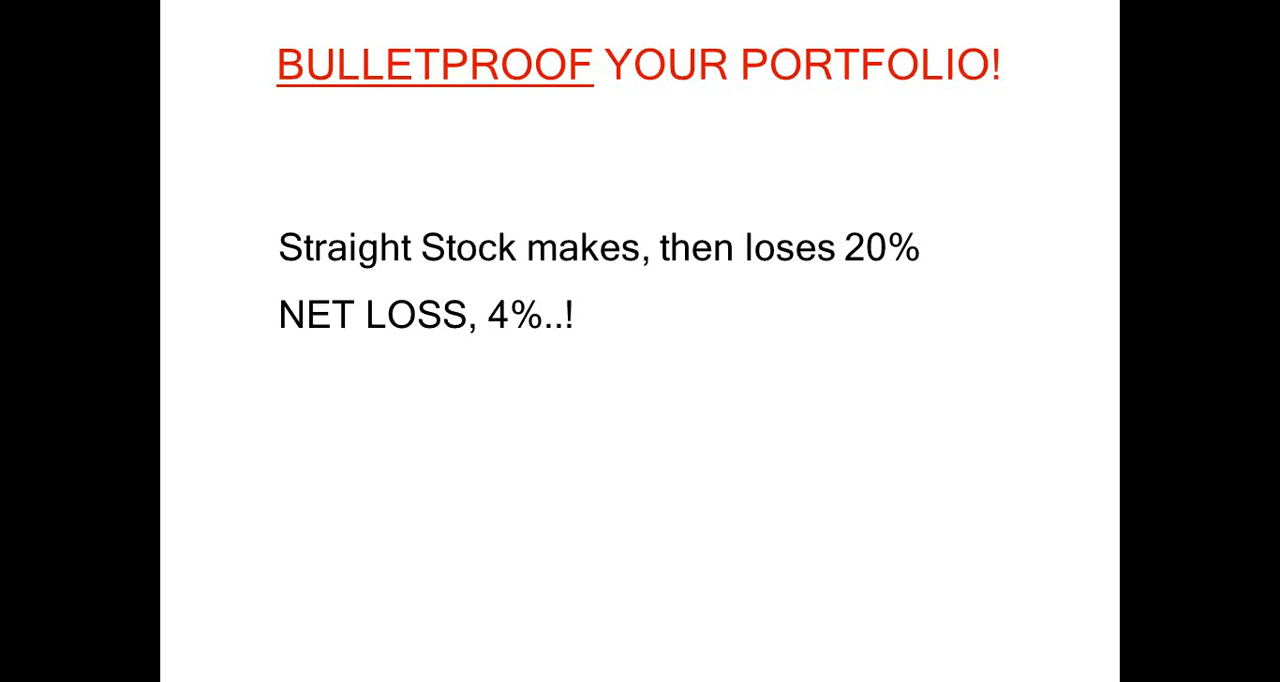 BULLETPROOF YOUR PORTFOLIO!
Straight Stock makes, then loses 20%
NET LOSS, 4%..!